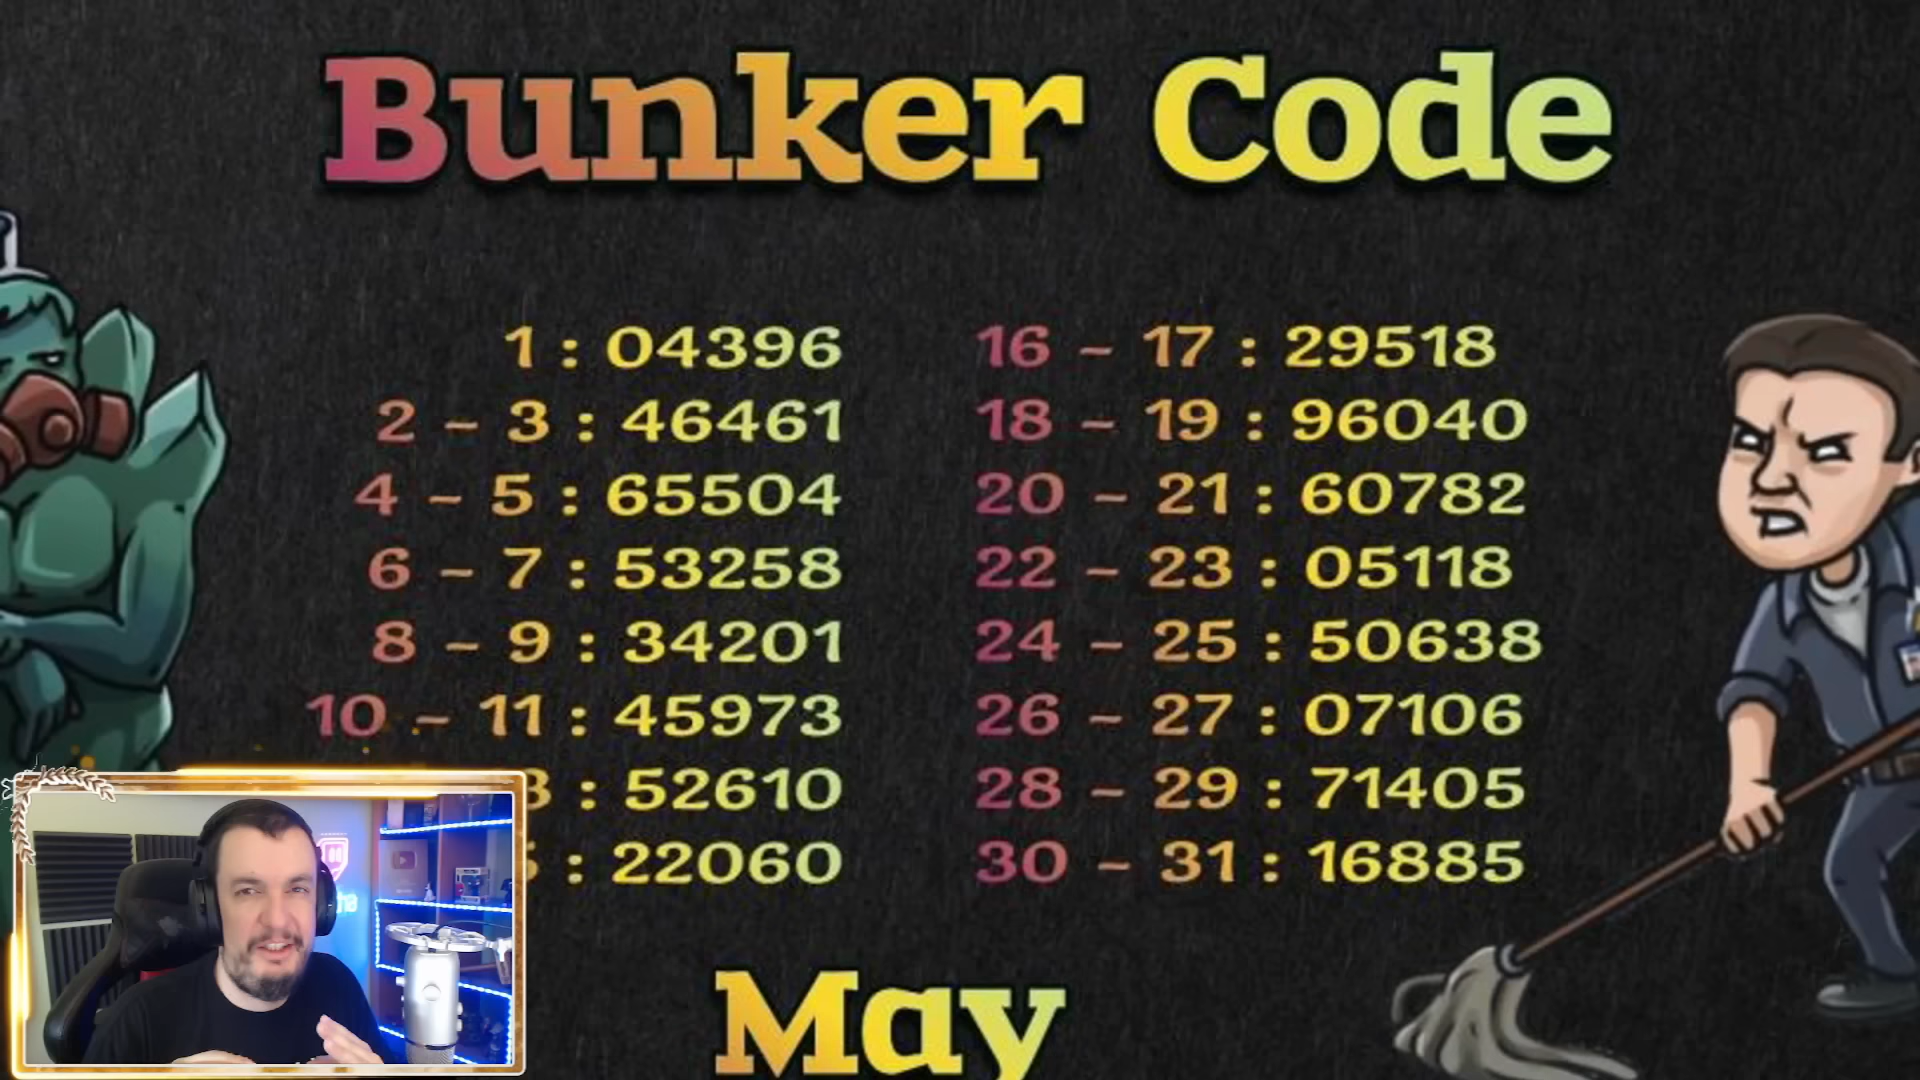 Bunker Code
1 : 04396
2 – 3 : 46461
4 – 5 : 65504
6 – 7 : 53258
8 – 9 : 34201
10 – 11 : 45973
3 : 52610
: 22060
16 – 17 : 29518
18 – 19 : 96040
20 – 21 : 60782
22 – 23 : 05118
24 – 25 : 50638
26 – 27 : 07106
28 – 29 : 71405
30 – 31 : 16885
May